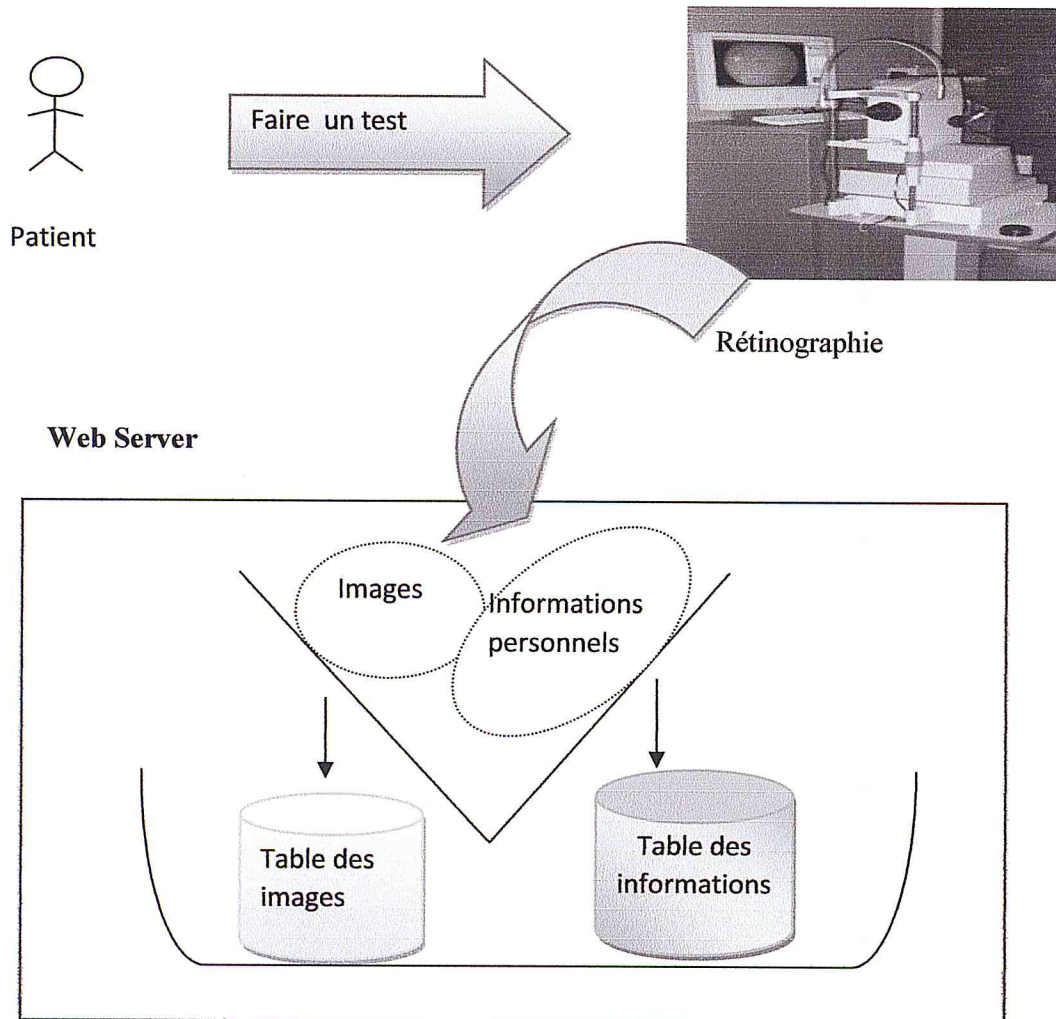 Faire un test
Patient
Rétinographie
Web Server
Images
Informations
personnels
Table des
images
Table des
informations